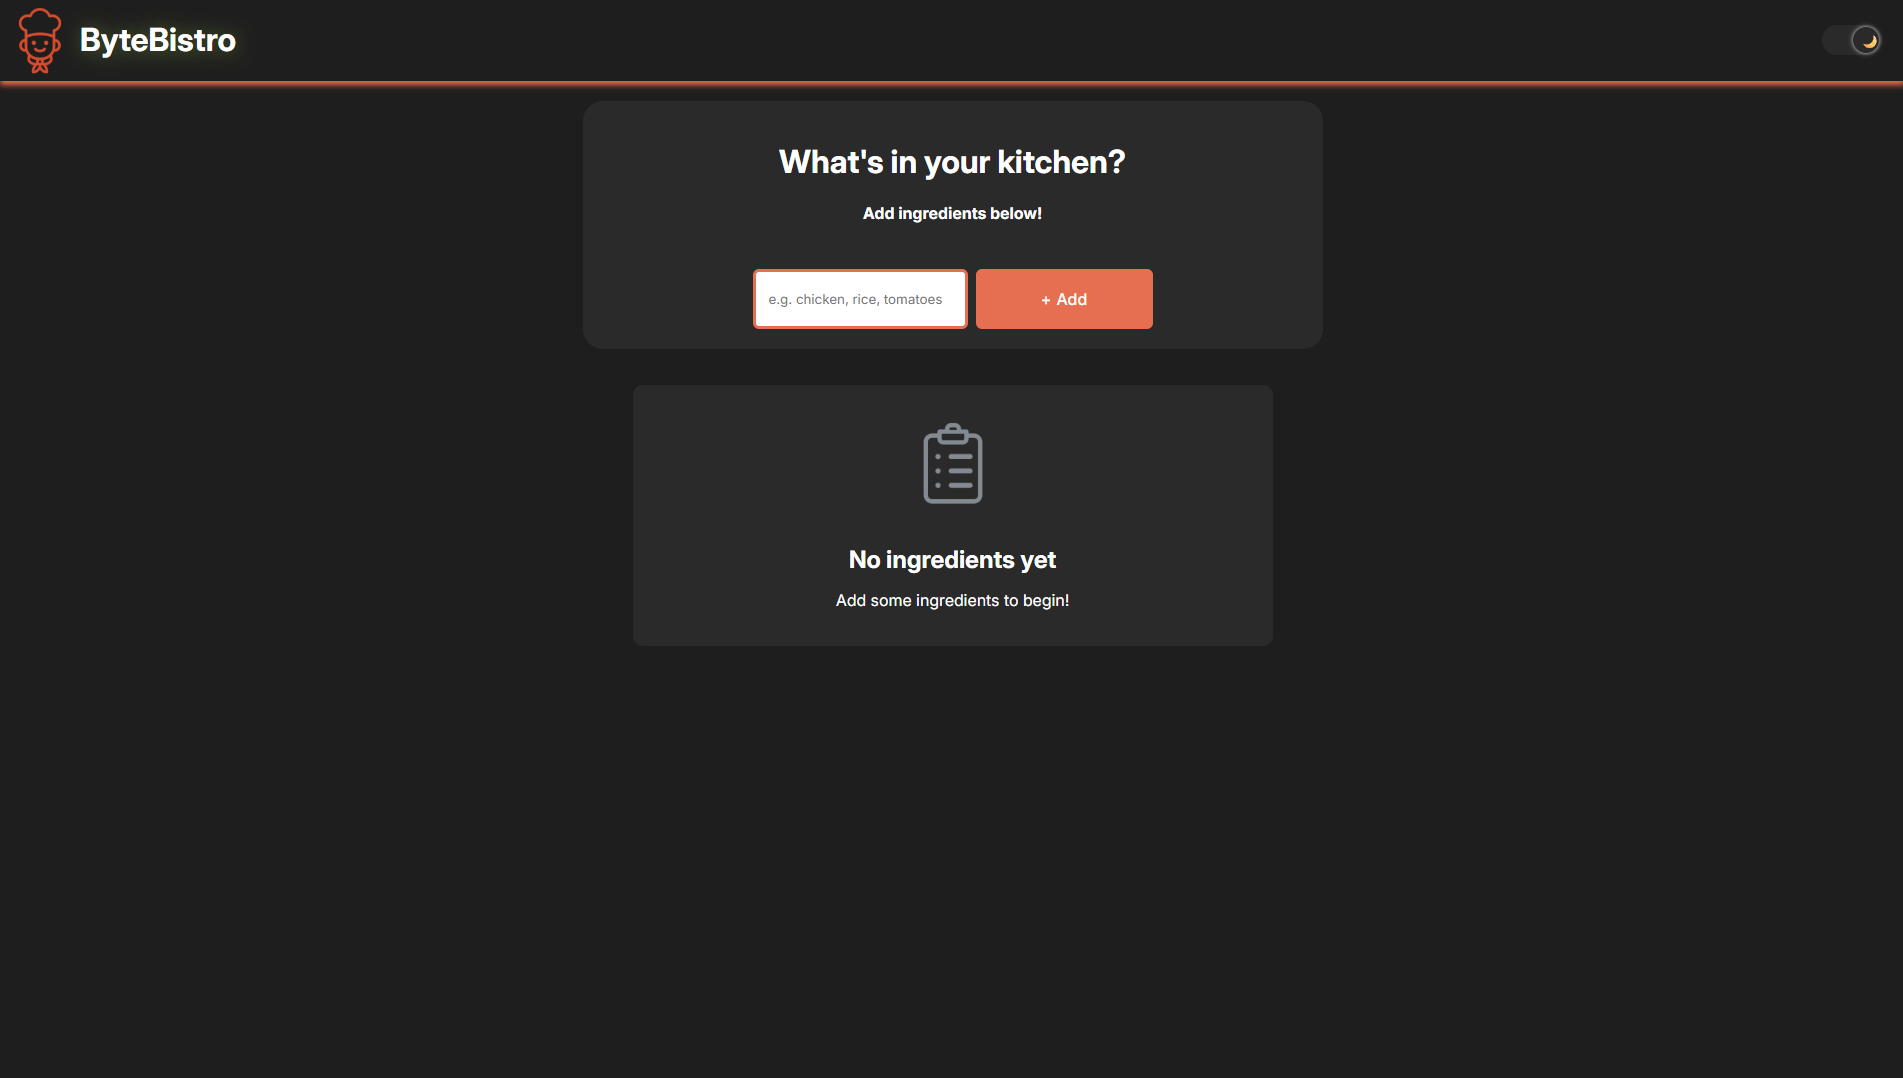 ByteBistro
What's in your kitchen?
Add ingredients below!
e.g. chicken, rice, tomatoes
+ Add
No ingredients yet
Add some ingredients to begin!